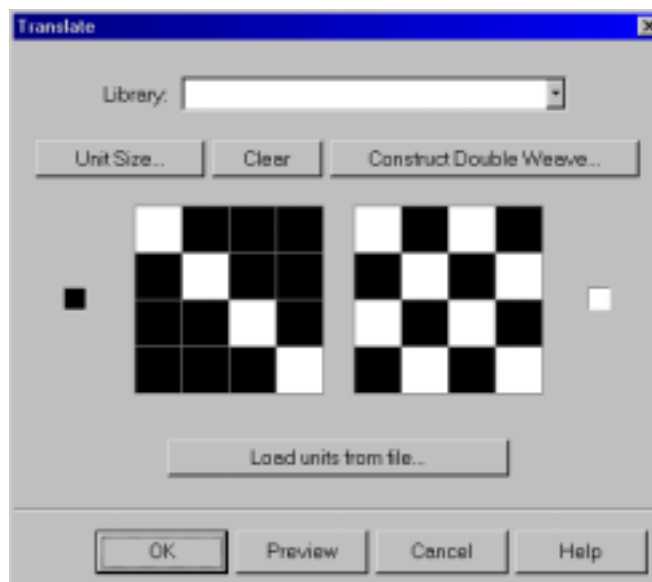 Translate
Library:
Unit Size... Clear Construct Double Weave...
Load units from file...
OK Preview Cancel Help